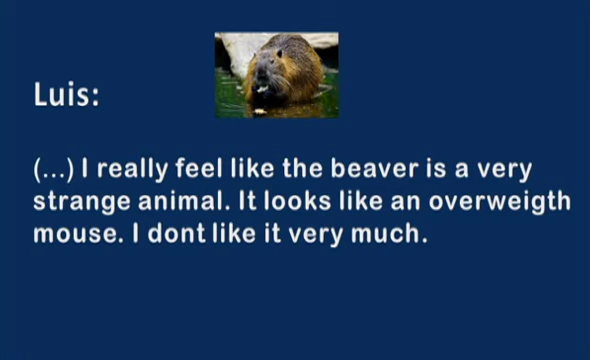 Luis:
(...) I really feel like the beaver is a very
strange animal. It looks like an overweigth
mouse. I dont like it very much.